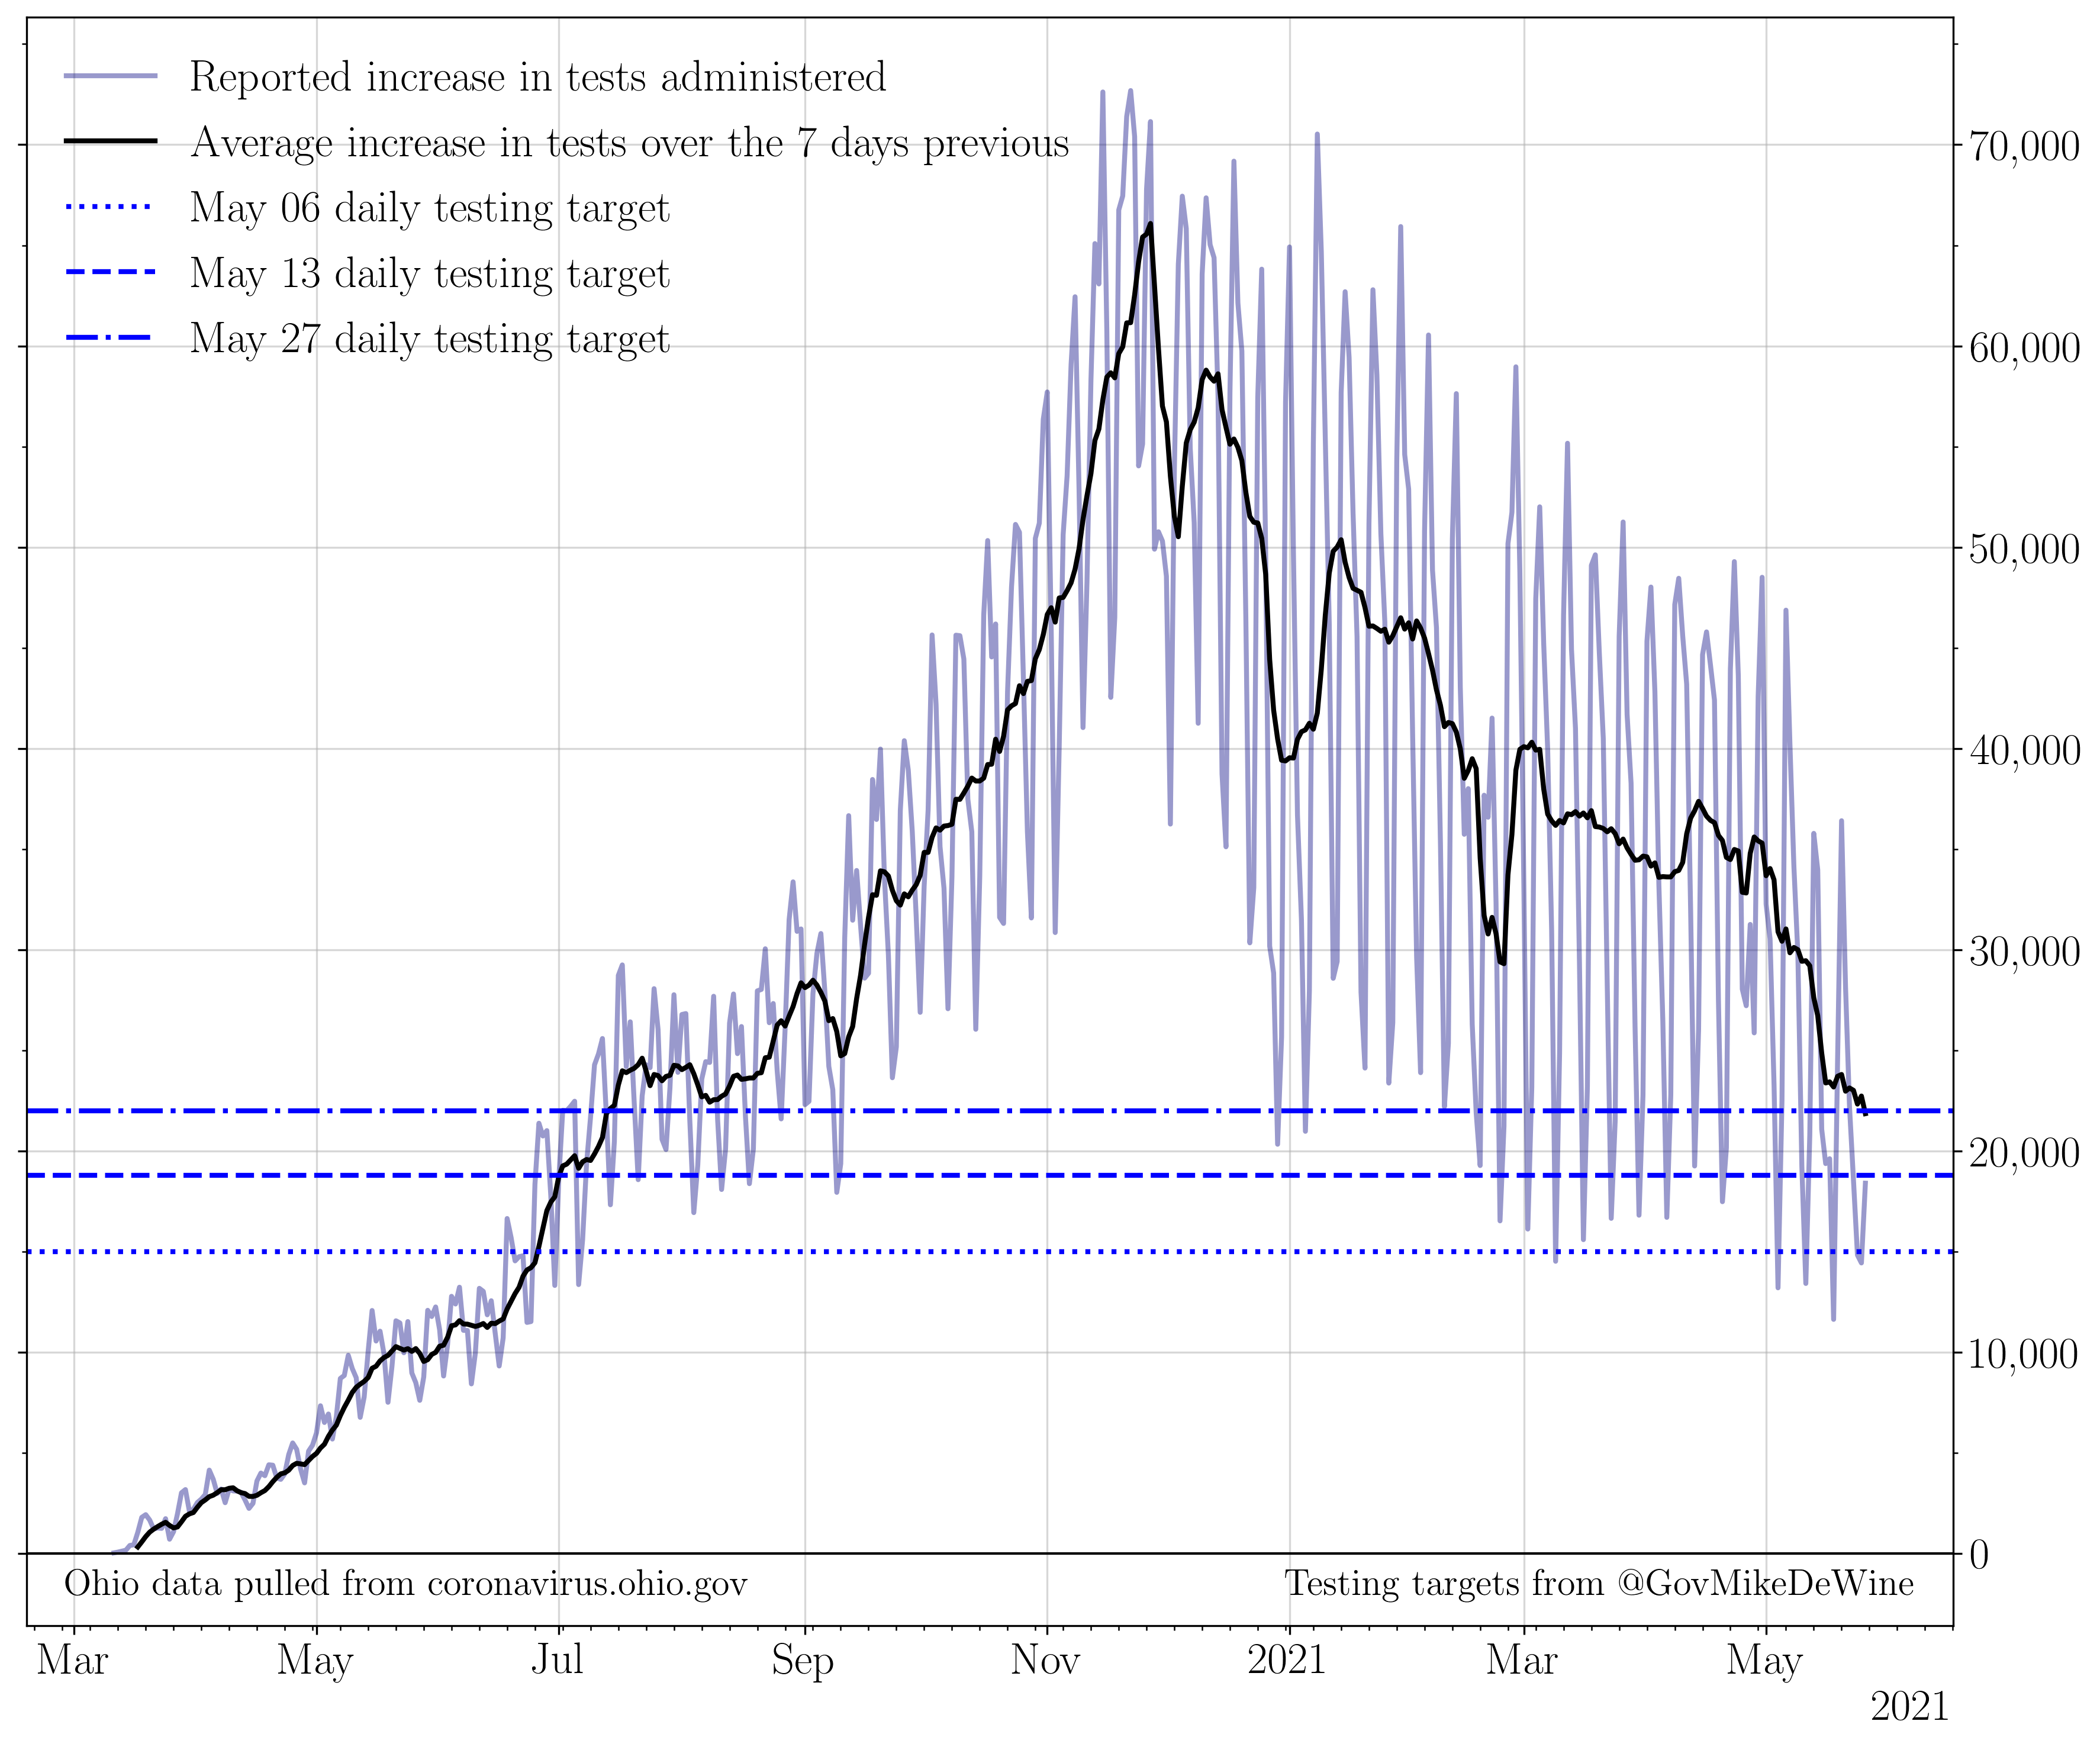 Reported increase in tests administered
Average increase in tests over the 7 days previous
May 06 daily testing target
May 13 daily testing target
May 27 daily testing target
70,000
60,000
50,000
40,000
30,000
20,000
10,000
0
Ohio data pulled from coronavirus.ohio.gov
Testing targets from @GovMikeDeWine
Mar May Jul Sep Nov 2021 Mar May
2021